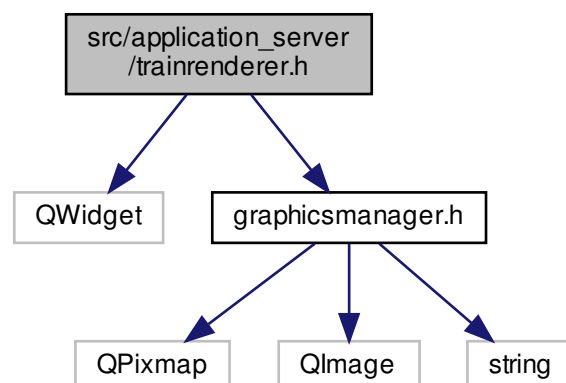 src/application_server
/trainrenderer.h
QWidget
graphicsmanager.h
QPixmap
QImage
string